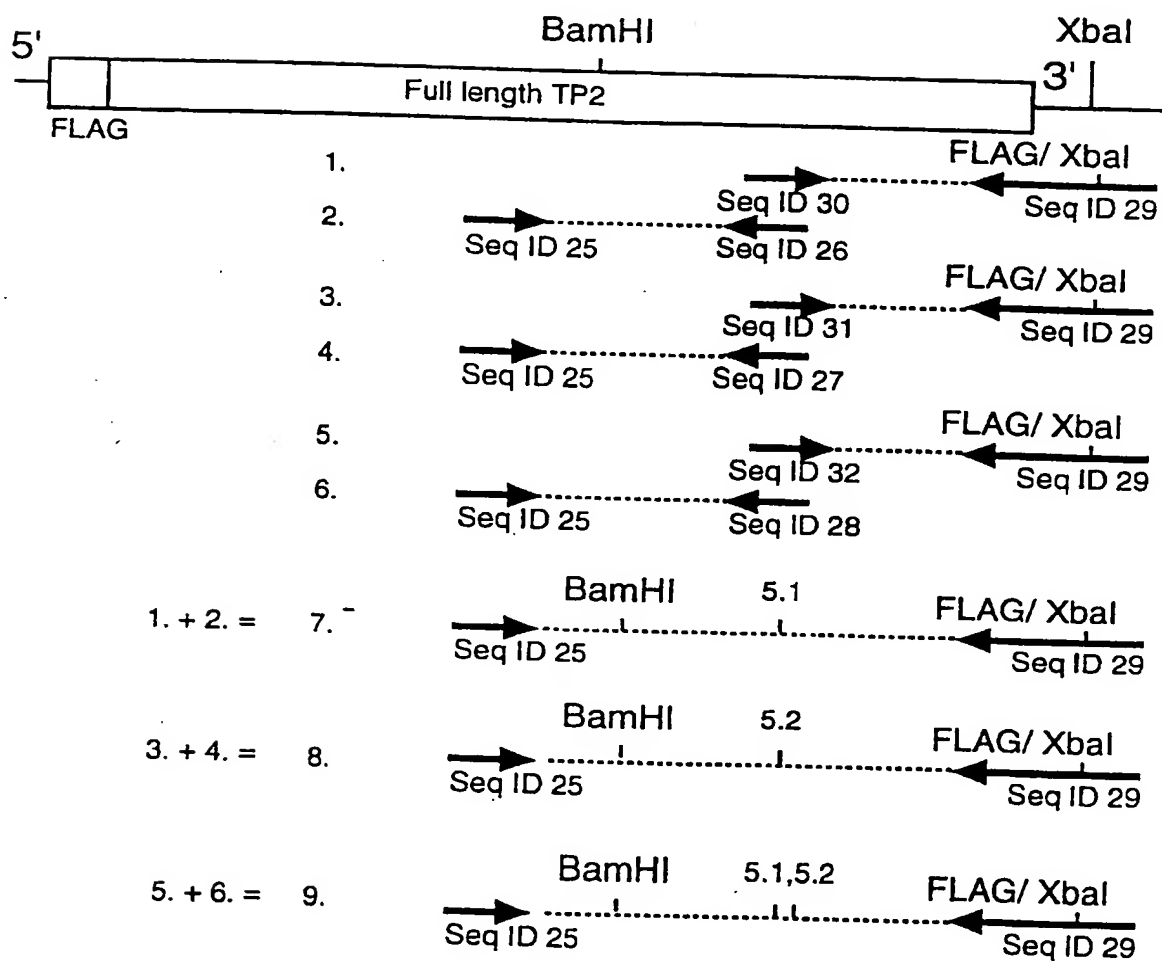 5' BamHI XbaI
Full length TP2 3'
FLAG
1. FLAG/ XbaI
Seq ID 30 Seq ID 29
2. Seq ID 25 Seq ID 26
3. FLAG/ XbaI
Seq ID 31 Seq ID 29
4. Seq ID 25 Seq ID 27
5. FLAG/ XbaI
Seq ID 32 Seq ID 29
6. Seq ID 25 Seq ID 28
BamHI 5.1 FLAG/ XbaI
1. + 2. = 7.
Seq ID 25 Seq ID 29
BamHI 5.2 FLAG/ XbaI
3. + 4. = 8.
Seq ID 25 Seq ID 29
BamHI 5.1,5.2 FLAG/ XbaI
5. + 6. = 9.
Seq ID 25 Seq ID 29